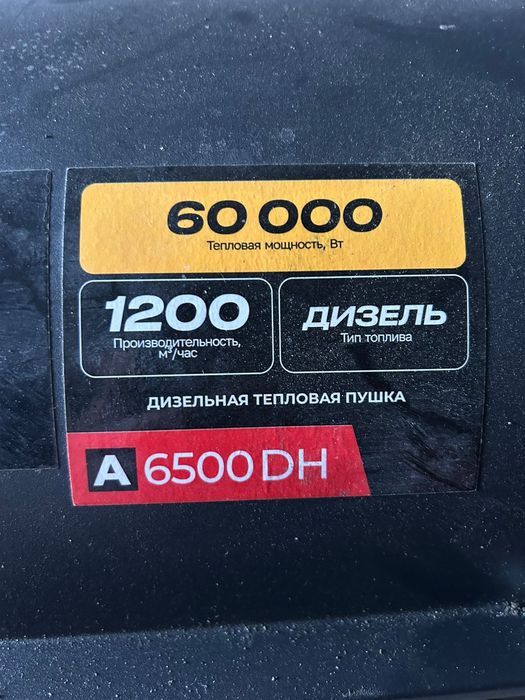 60 000
Тепловая мощность, Вт
1200
Производительность,
м³/час
ДИЗЕЛЬ
Тип топлива
ДИЗЕЛЬНАЯ ТЕПЛОВАЯ ПУШКА
A 6500 DH